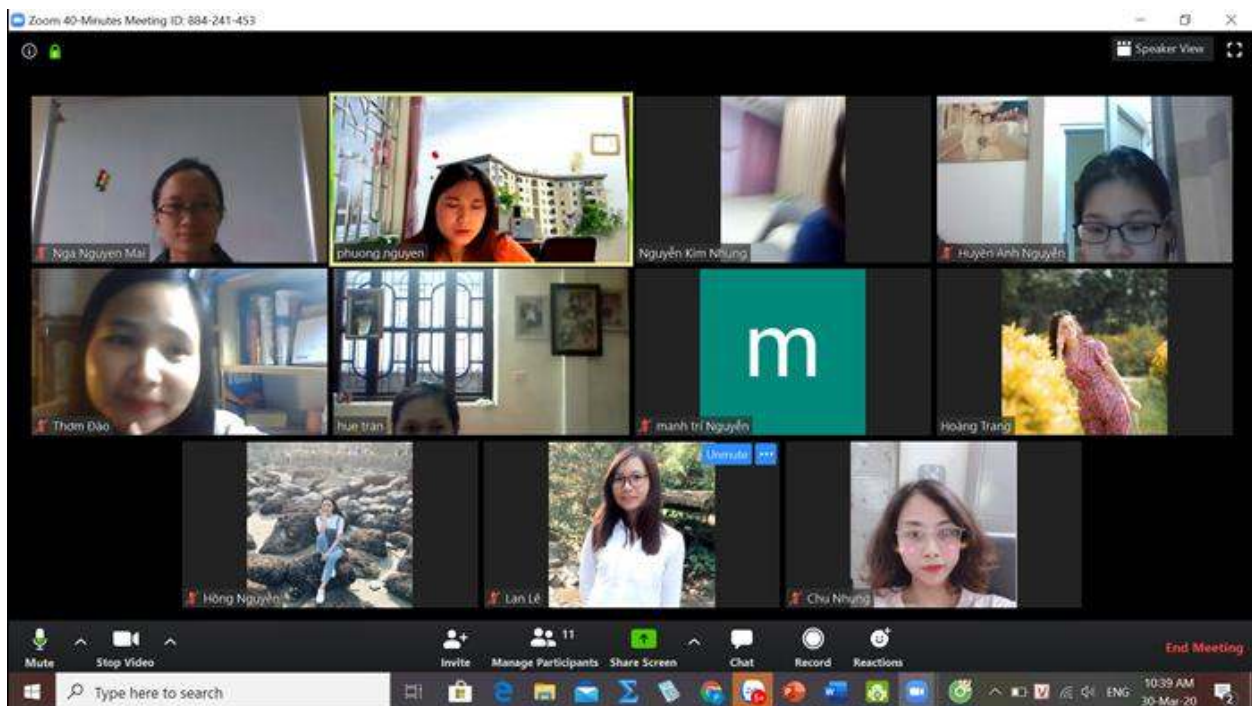 Zoom 40-Minutes Meeting ID: 884-241-453
Speaker View
Nga Nguyen Mai
phuong.nguyen
Nguyễn Kim Nhung
Huyền Anh Nguyễn
Thơm Đào
hue tran
m
manh trí Nguyễn
Hoàng Trang
Unmute
Hồng Nguyễn
Lan Lê
Chu Nhung
11
Mute
Stop Video
Invite
Manage Participants
Share Screen
Chat
Record
Reactions
End Meeting
Type here to search
ENG
10:39 AM
30-Mar-20
2